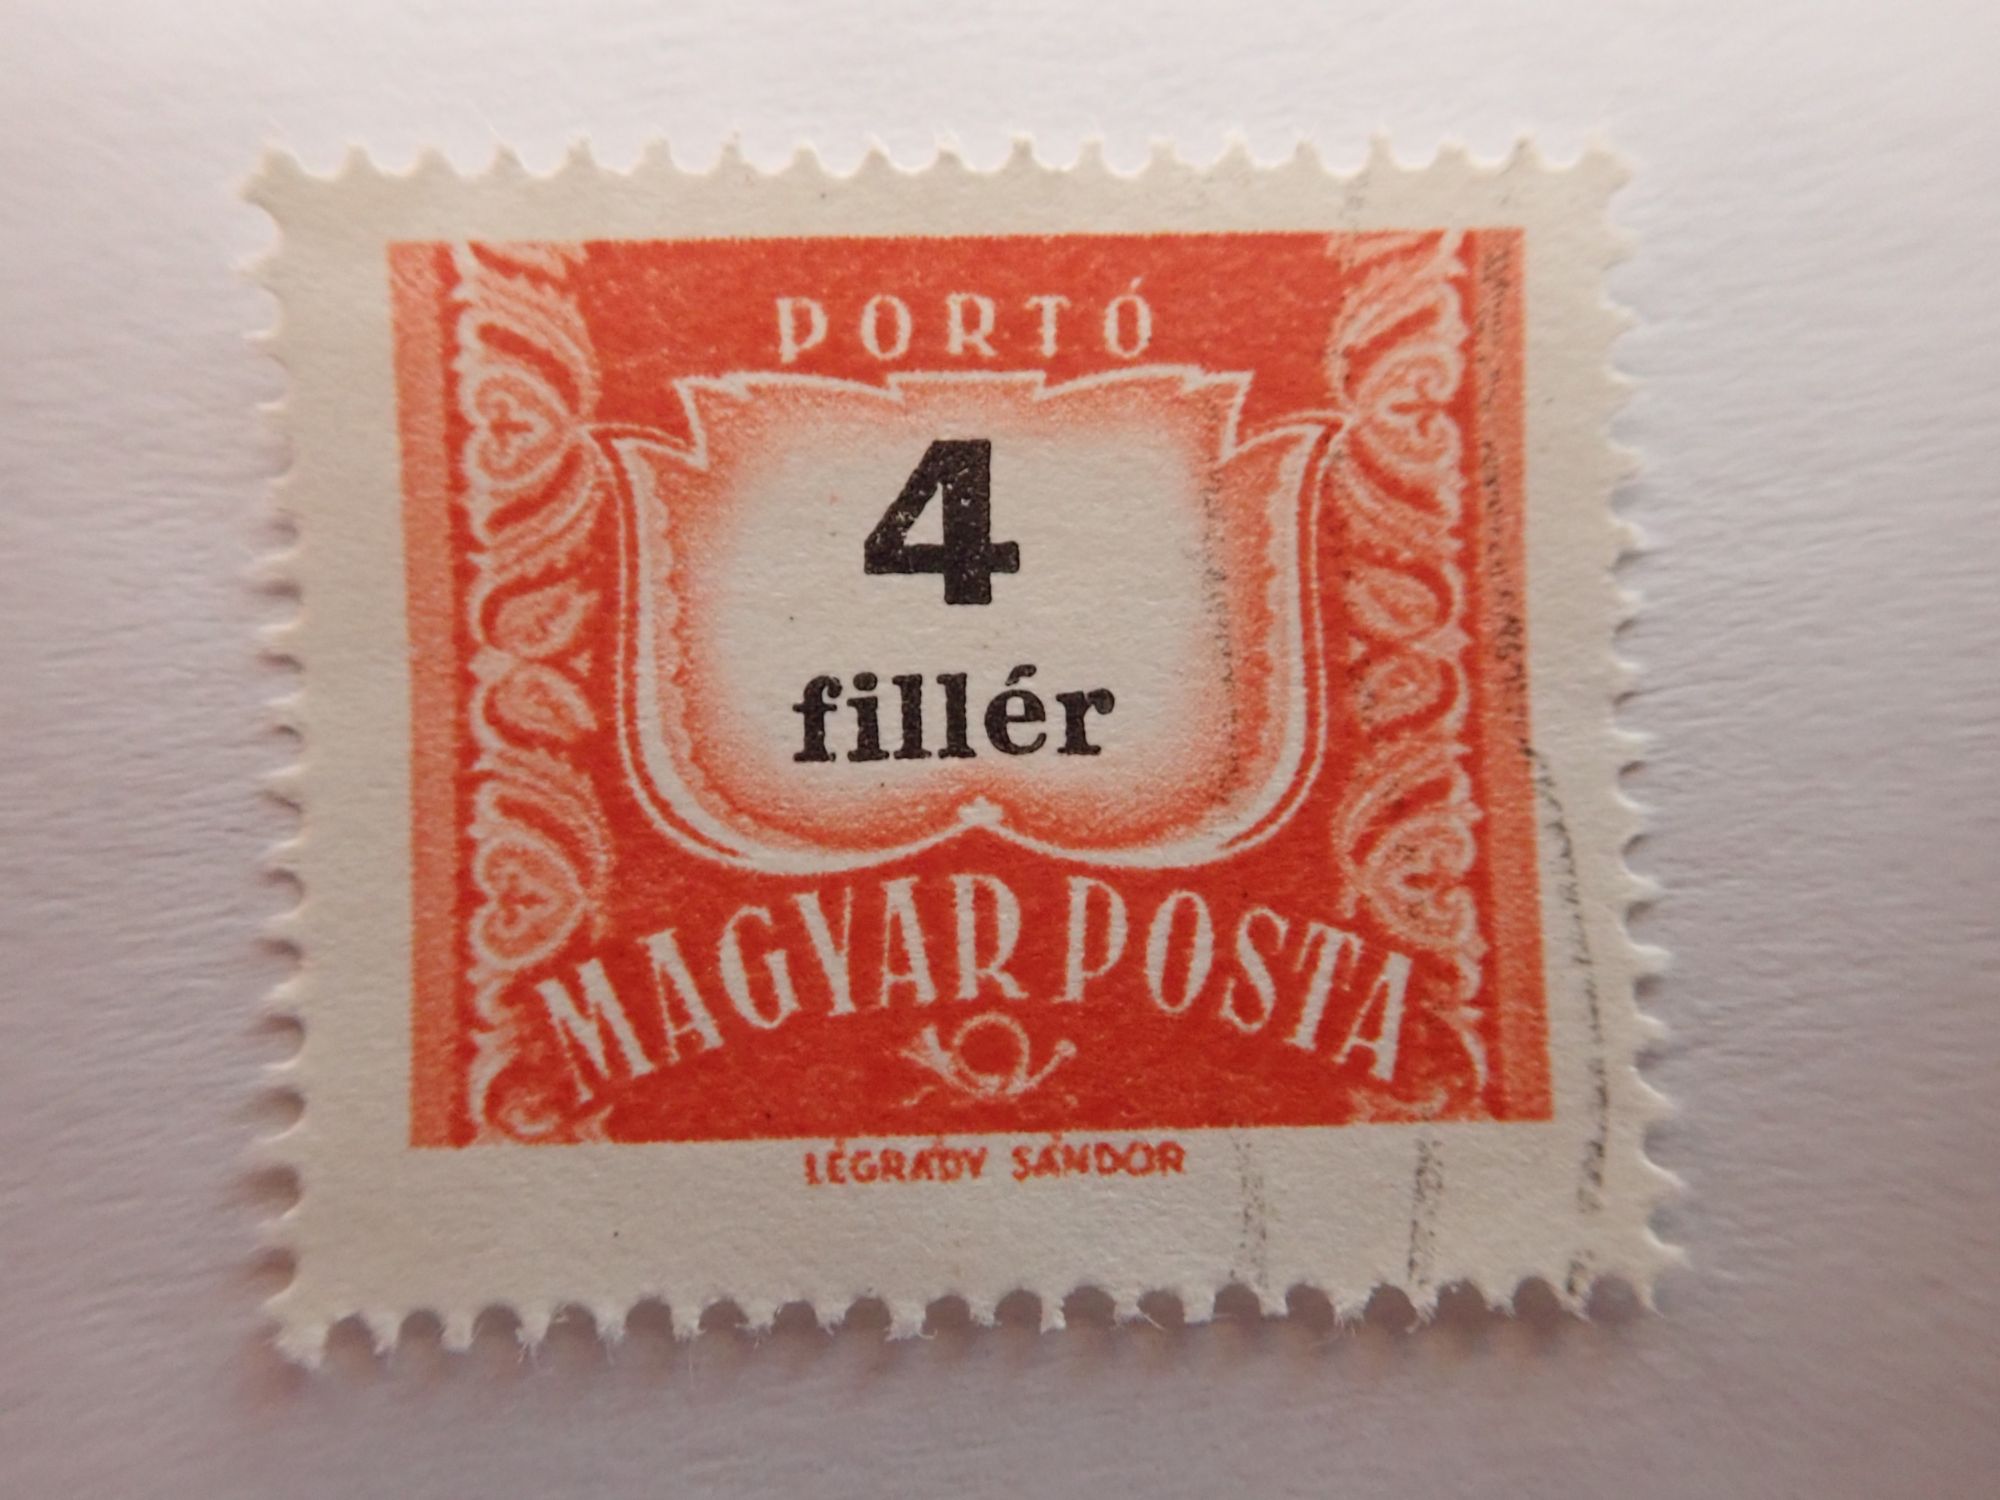 PORTÓ
4
fillér
MAGYAR POSTA
LÉGRÁDY SÁNDOR